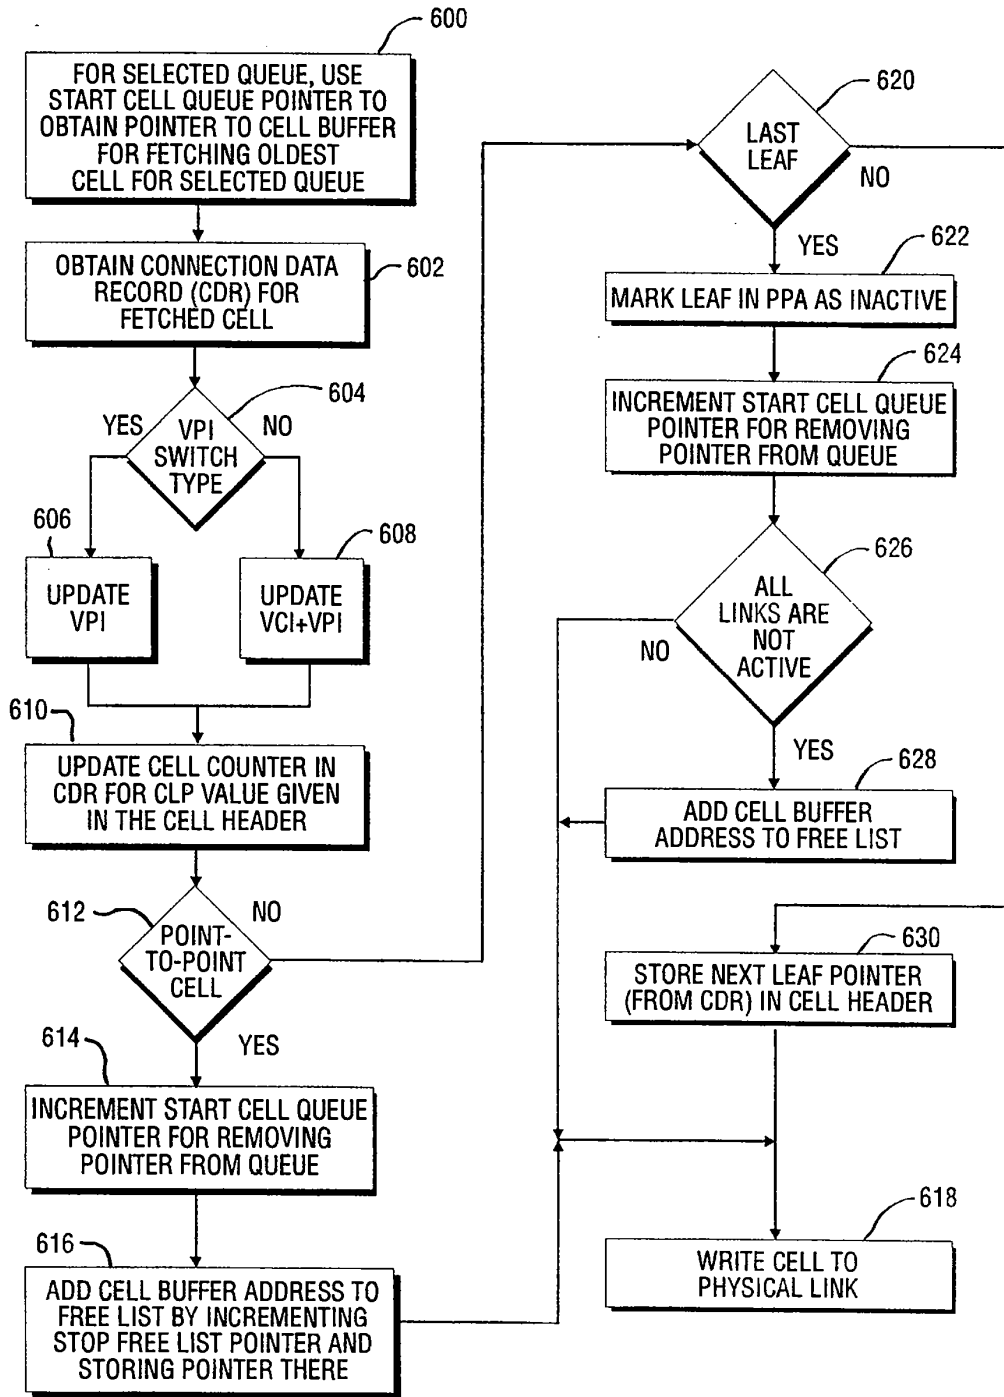 600
FOR SELECTED QUEUE, USE
START CELL QUEUE POINTER TO
OBTAIN POINTER TO CELL BUFFER
FOR FETCHING OLDEST
CELL FOR SELECTED QUEUE
OBTAIN CONNECTION DATA
RECORD (CDR) FOR
FETCHED CELL
602
604
YES
NO
VPI
SWITCH
TYPE
606
608
UPDATE
VPI
UPDATE
VCI+VPI
610
UPDATE CELL COUNTER IN
CDR FOR CLP VALUE GIVEN
IN THE CELL HEADER
612
NO
POINT-
TO-POINT
CELL
614
YES
INCREMENT START CELL QUEUE
POINTER FOR REMOVING
POINTER FROM QUEUE
616
ADD CELL BUFFER ADDRESS TO
FREE LIST BY INCREMENTING
STOP FREE LIST POINTER AND
STORING POINTER THERE
620
LAST
LEAF
NO
YES
622
MARK LEAF IN PPA AS INACTIVE
624
INCREMENT START CELL QUEUE
POINTER FOR REMOVING
POINTER FROM QUEUE
626
ALL
LINKS ARE
NOT
ACTIVE
NO
YES
628
ADD CELL BUFFER
ADDRESS TO FREE LIST
630
STORE NEXT LEAF POINTER
(FROM CDR) IN CELL HEADER
618
WRITE CELL TO
PHYSICAL LINK